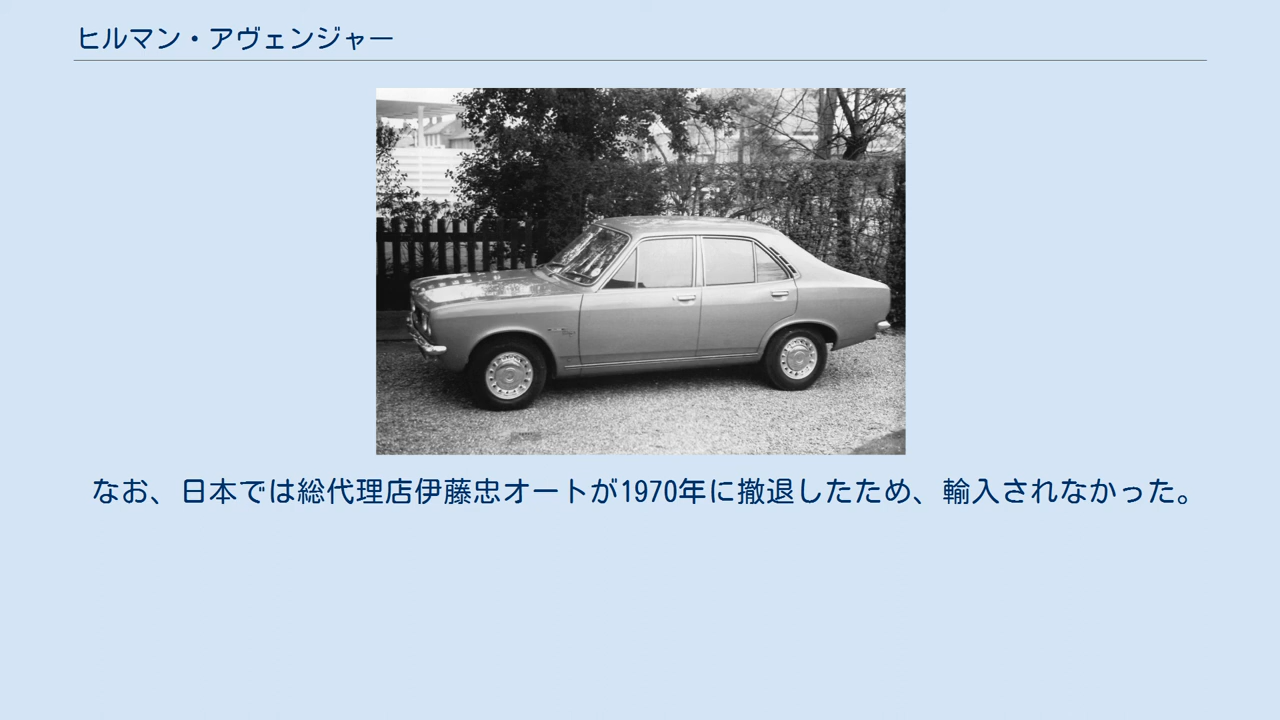 ヒルマン・アヴェンジャー
なお、日本では総代理店伊藤忠オートが1970年に撤退したため、輸入されなかった。